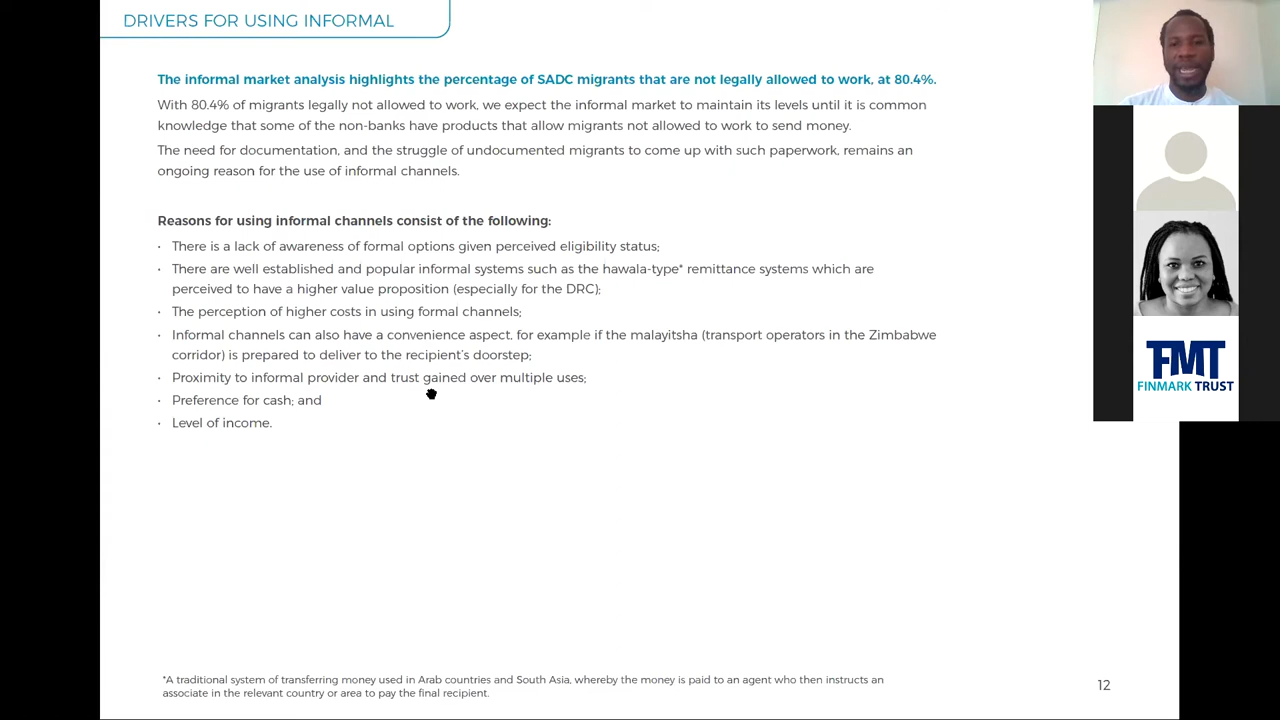 DRIVERS FOR USING INFORMAL
The informal market analysis highlights the percentage of SADC migrants that are not legally allowed to work, at 80.4%.
With 80.4% of migrants legally not allowed to work, we expect the informal market to maintain its levels until it is common
knowledge that some of the non-banks have products that allow migrants not allowed to work to send money.
The need for documentation, and the struggle of undocumented migrants to come up with such paperwork, remains an
ongoing reason for the use of informal channels.
Reasons for using informal channels consist of the following:
• There is a lack of awareness of formal options given perceived eligibility status;
• There are well established and popular informal systems such as the hawala-type* remittance systems which are
perceived to have a higher value proposition (especially for the DRC);
• The perception of higher costs in using formal channels;
• Informal channels can also have a convenience aspect, for example if the malayitsha (transport operators in the Zimbabwe
corridor) is prepared to deliver to the recipient's doorstep;
• Proximity to informal provider and trust gained over multiple uses;
• Preference for cash; and
• Level of income.
*A traditional system of transferring money used in Arab countries and South Asia, whereby the money is paid to an agent who then instructs an
associate in the relevant country or area to pay the final recipient.
12
FMT
FINMARK TRUST